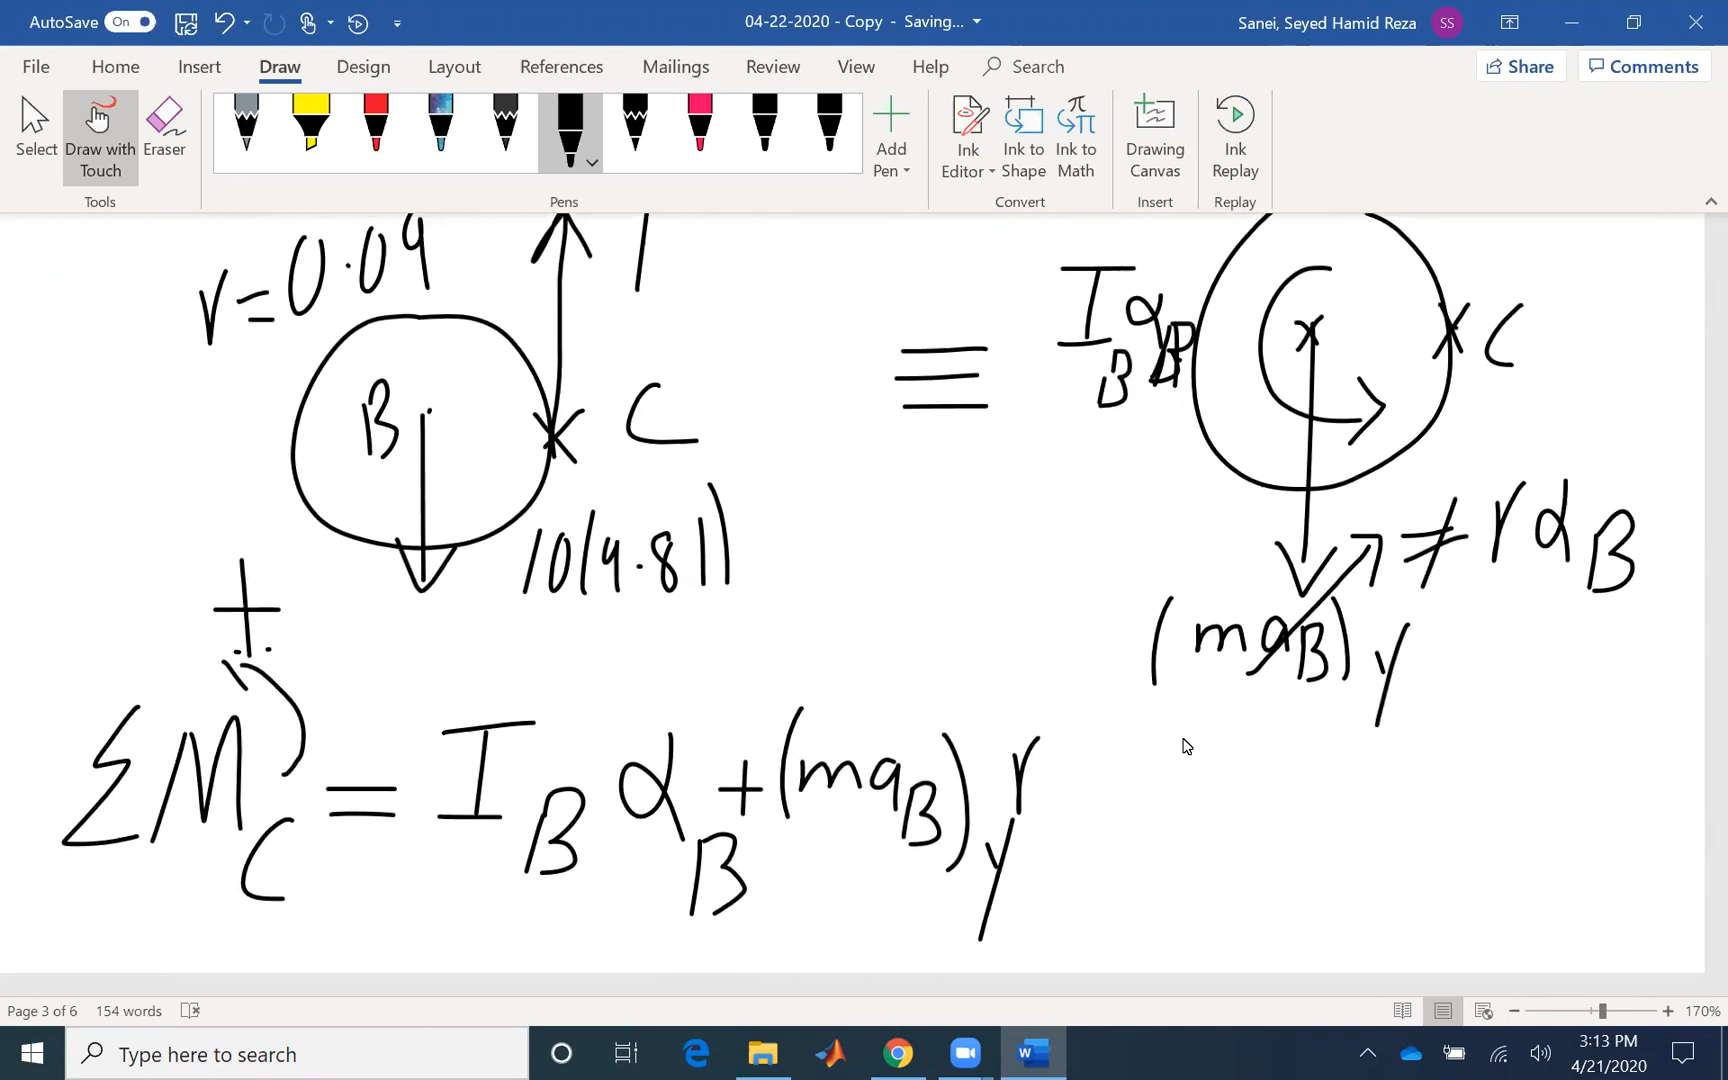 AutoSave On 04-22-2020 - Copy - Saving... Sanei, Seyed Hamid Reza SS
File Home Insert Draw Design Layout References Mailings Review View Help Search Share Comments
Select Draw with Touch Eraser Add Pen Ink Editor Ink to Shape Ink to Math Drawing Canvas Ink Replay
Tools Pens Convert Insert Replay
r=0.09 T
I_B α_B
x x C
B x C
≡
10(9.81)
≠ r α_B
(m a_B)_y
+
ΣM_C = I_B α_B + (m a_B)_y r
Page 3 of 6 154 words 170%
Type here to search
3:13 PM
4/21/2020